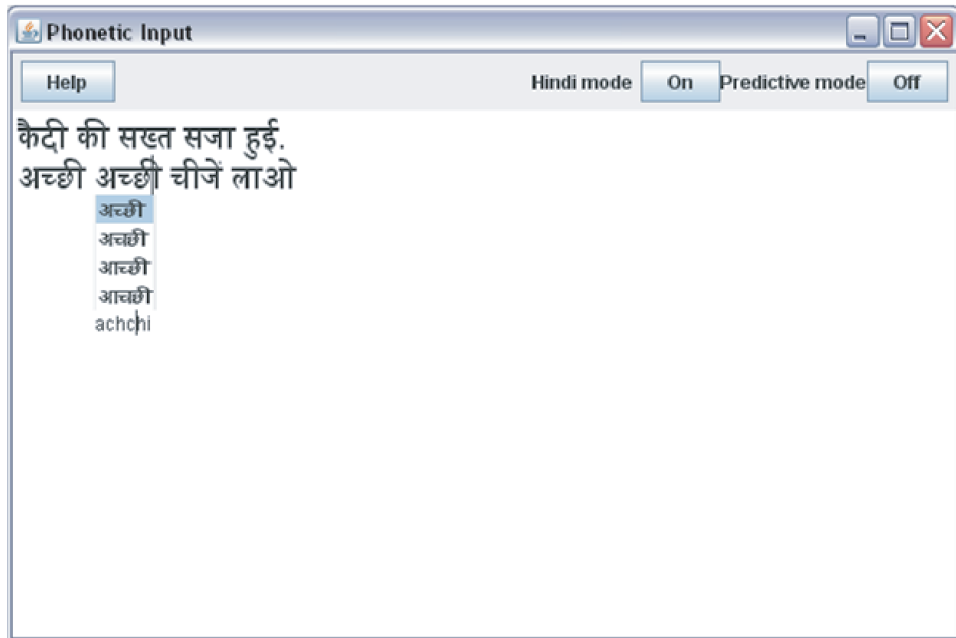 Phonetic Input
Help Hindi mode On Predictive mode Off
कैदी की सख्त सजा हुई.
अच्छी अच्छी चीजें लाओ
अच्छी
अचछी
आच्छी
आचछी
achchi